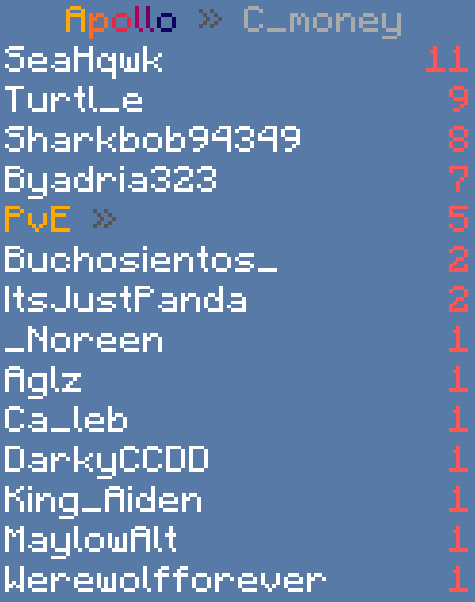 Apollo » C_money
SeaHqwk 11
Turtl_e 9
Sharkbob94349 8
Byadria323 7
PvE » 5
Buchosientos_ 2
ItsJustPanda 2
_Noreen 1
Aglz 1
Ca_leb 1
DarkyCCDD 1
King_Aiden 1
MaylowAlt 1
Werewolfforever 1